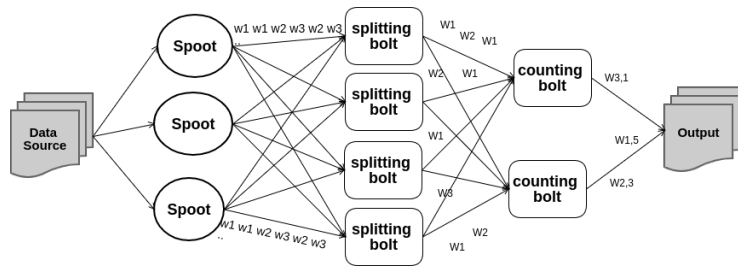 Data
Source
Spoot
Spoot
Spoot
w1 w1 w2 w3 w2 w3
..
w1 w1 w2 w3 w2 w3
..
splitting
bolt
splitting
bolt
splitting
bolt
splitting
bolt
W1
W2
W1
W2
W1
W1
W3
W2
W1
counting
bolt
counting
bolt
W3,1
W1,5
W2,3
Output